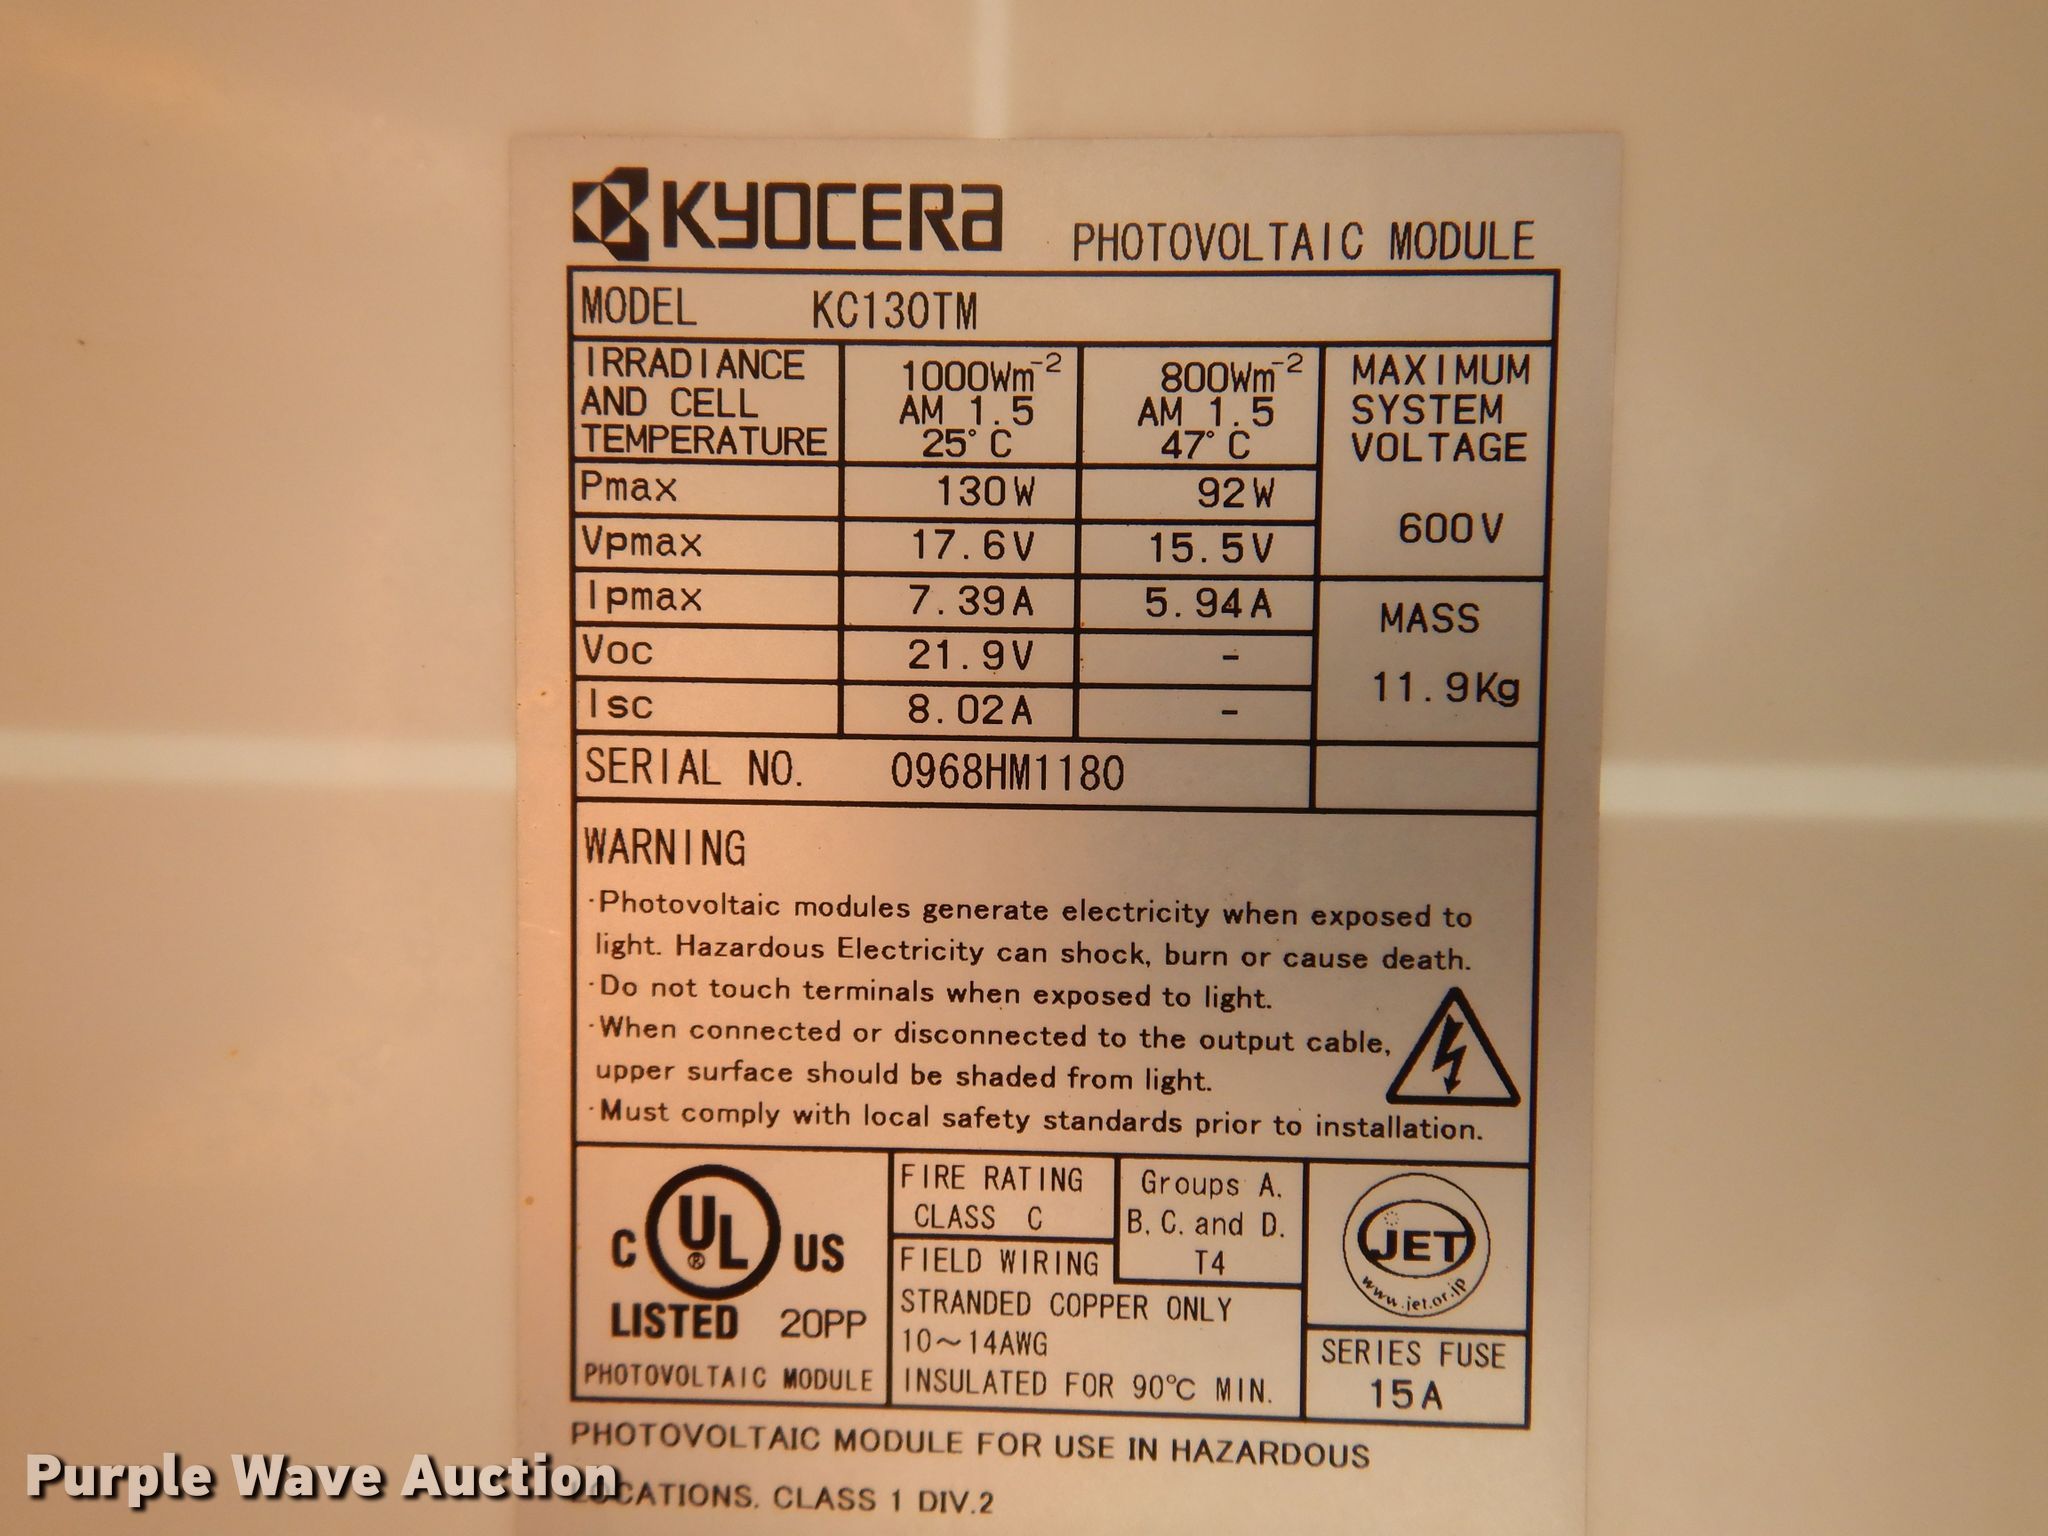 KYOCERA PHOTOVOLTAIC MODULE
MODEL KC130TM
IRRADIANCE AND CELL TEMPERATURE 1000Wm⁻² AM 1.5 25°C 800Wm⁻² AM 1.5 47°C MAXIMUM SYSTEM VOLTAGE
600V
Pmax 130W 92W
Vpmax 17.6V 15.5V
Ipmax 7.39A 5.94A
MASS
11.9Kg
Voc 21.9V -
Isc 8.02A -
SERIAL NO. 0968HM1180
WARNING
·Photovoltaic modules generate electricity when exposed to
light. Hazardous Electricity can shock, burn or cause death.
·Do not touch terminals when exposed to light.
·When connected or disconnected to the output cable,
upper surface should be shaded from light.
·Must comply with local safety standards prior to installation.
C UL ® US
LISTED 20PP
PHOTOVOLTAIC MODULE
FIRE RATING
CLASS C
Groups A.
B. C. and D.
T4
FIELD WIRING
STRANDED COPPER ONLY
10~14AWG
INSULATED FOR 90℃ MIN.
JET
www.jet.or.jp
SERIES FUSE
15A
PHOTOVOLTAIC MODULE FOR USE IN HAZARDOUS
LOCATIONS. CLASS 1 DIV.2
Purple Wave Auction